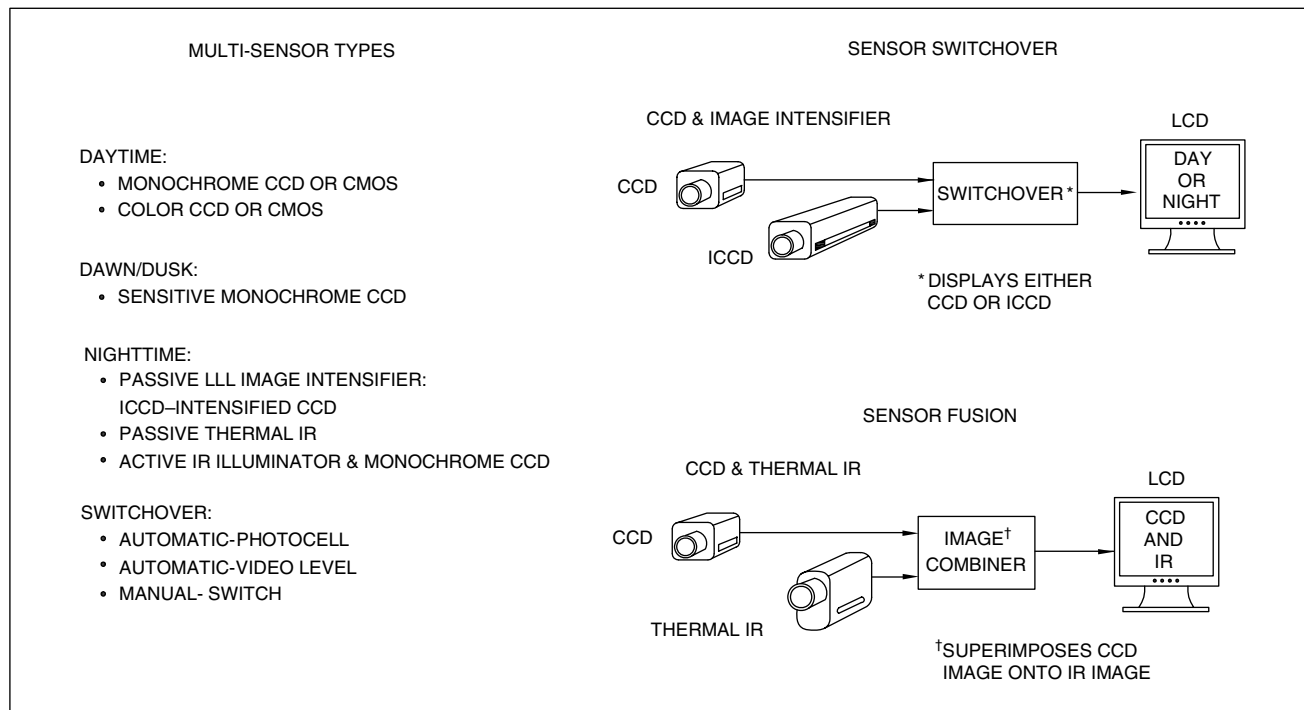 MULTI-SENSOR TYPES
DAYTIME:
• MONOCHROME CCD OR CMOS
• COLOR CCD OR CMOS
DAWN/DUSK:
• SENSITIVE MONOCHROME CCD
NIGHTTIME:
• PASSIVE LLL IMAGE INTENSIFIER:
ICCD–INTENSIFIED CCD
• PASSIVE THERMAL IR
• ACTIVE IR ILLUMINATOR & MONOCHROME CCD
SWITCHOVER:
• AUTOMATIC-PHOTOCELL
• AUTOMATIC-VIDEO LEVEL
• MANUAL- SWITCH
SENSOR SWITCHOVER
CCD & IMAGE INTENSIFIER
CCD
ICCD
SWITCHOVER*
LCD
DAY
OR
NIGHT
*DISPLAYS EITHER
CCD OR ICCD
SENSOR FUSION
CCD & THERMAL IR
CCD
THERMAL IR
IMAGE†
COMBINER
LCD
CCD
AND
IR
†SUPERIMPOSES CCD
IMAGE ONTO IR IMAGE